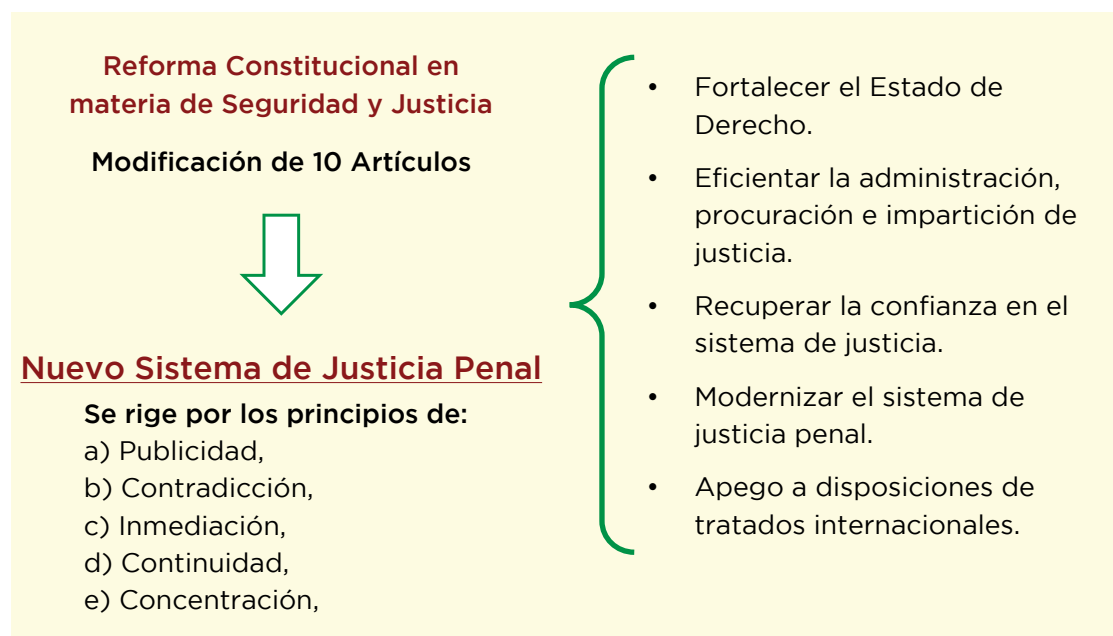 Reforma Constitucional en
materia de Seguridad y Justicia
Modificación de 10 Artículos
Nuevo Sistema de Justicia Penal
Se rige por los principios de:
a) Publicidad,
b) Contradicción,
c) Inmediación,
d) Continuidad,
e) Concentración,
• Fortalecer el Estado de
Derecho.
• Eficientar la administración,
procuración e impartición de
justicia.
• Recuperar la confianza en el
sistema de justicia.
• Modernizar el sistema de
justicia penal.
• Apego a disposiciones de
tratados internacionales.